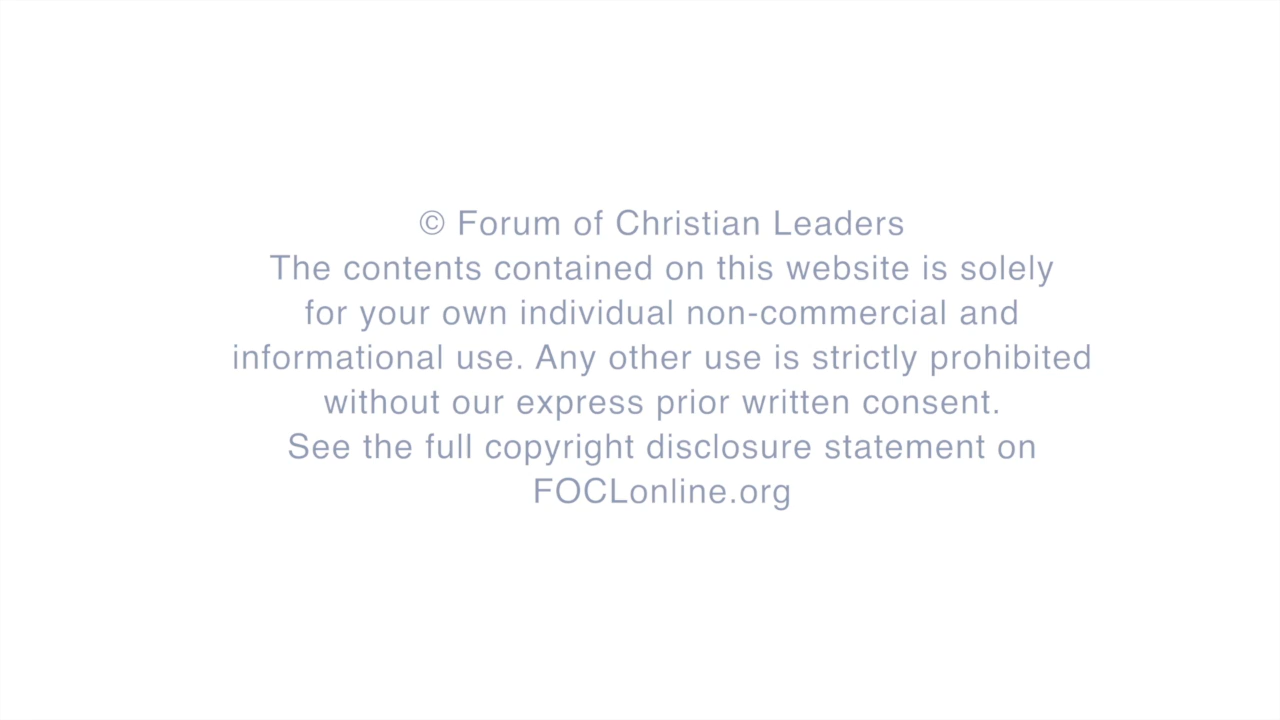 © Forum of Christian Leaders
The contents contained on this website is solely
for your own individual non-commercial and
informational use. Any other use is strictly prohibited
without our express prior written consent.
See the full copyright disclosure statement on
FOCLonline.org